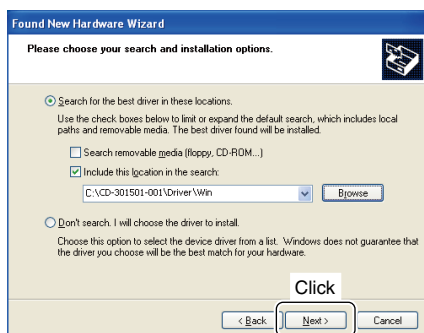 Found New Hardware Wizard
Please choose your search and installation options.
Search for the best driver in these locations.
Use the check boxes below to limit or expand the default search, which includes local
paths and removable media. The best driver found will be installed.
Search removable media (floppy, CD-ROM...)
Include this location in the search:
C:\CD-301501-001\Driver\Win
Browse
Don't search. I will choose the driver to install.
Choose this option to select the device driver from a list. Windows does not guarantee that
the driver you choose will be the best match for your hardware.
Click
< Back Next > Cancel